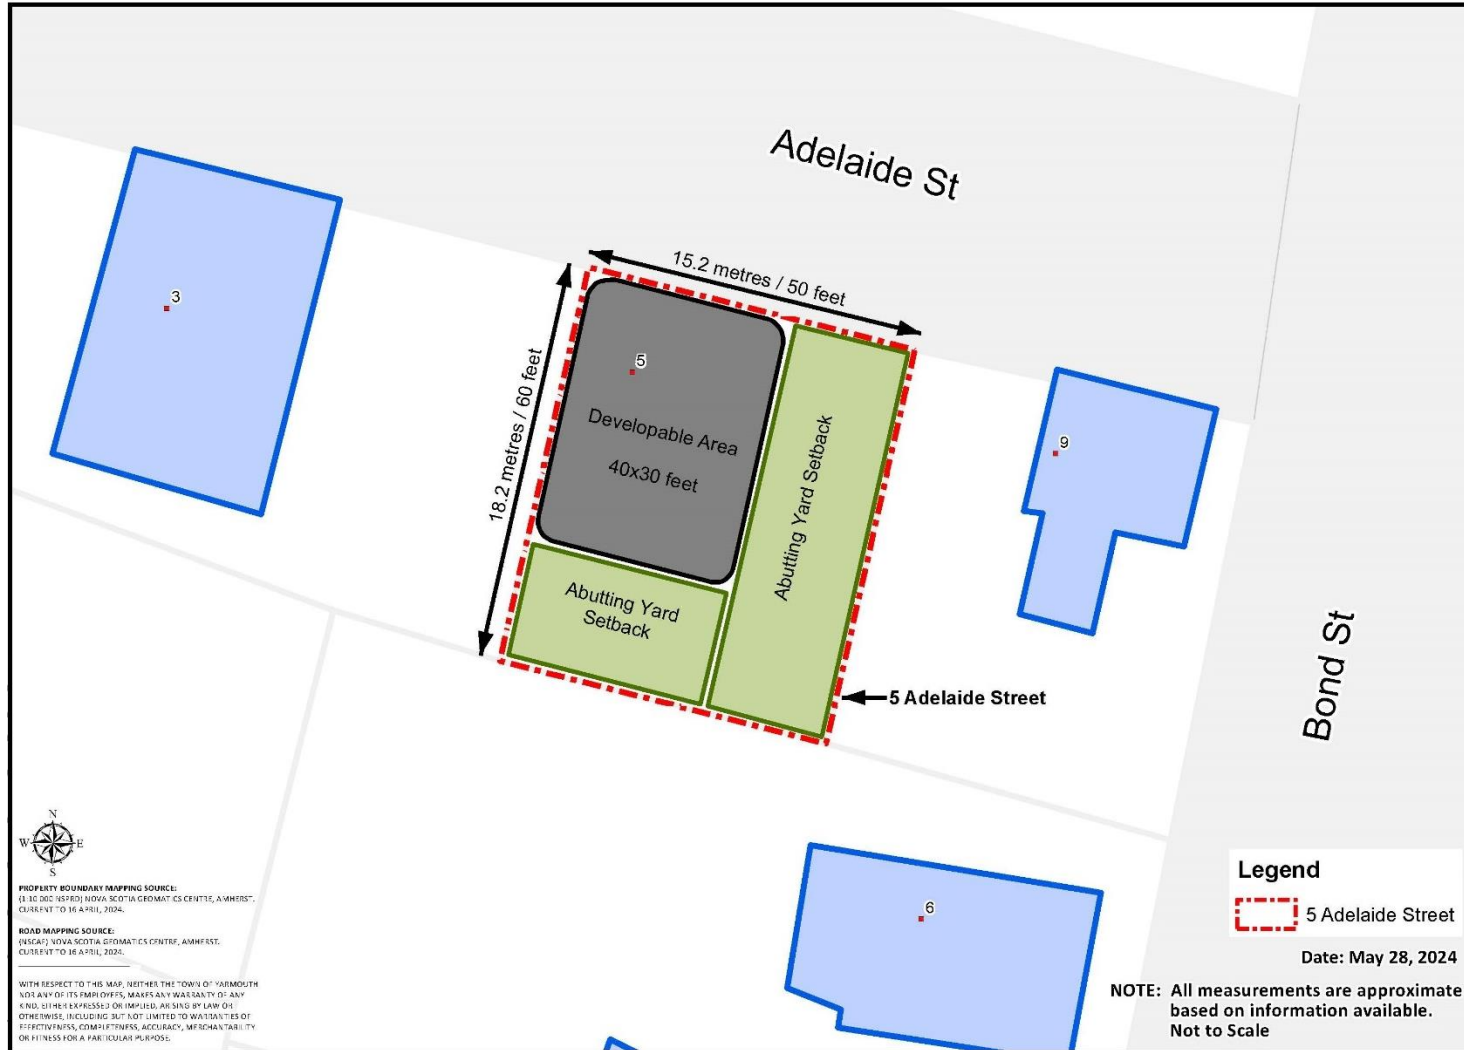 Adelaide St
15.2 metres / 50 feet
3
5
18.2 metres / 60 feet
Developable Area
40x30 feet
Abutting Yard Setback
9
Abutting Yard
Setback
5 Adelaide Street
Bond St
6
N
W
E
S
PROPERTY BOUNDARY MAPPING SOURCE:
(1:10 000 NSPRD) NOVA SCOTIA GEOMATICS CENTRE, AMHERST.
CURRENT TO 16 APRIL, 2024.
ROAD MAPPING SOURCE:
(NSCAF) NOVA SCOTIA GEOMATICS CENTRE, AMHERST.
CURRENT TO 16 APRIL, 2024.
WITH RESPECT TO THIS MAP, NEITHER THE TOWN OF YARMOUTH
NOR ANY OF ITS EMPLOYEES, MAKES ANY WARRANTY OF ANY
KIND, EITHER EXPRESSED OR IMPLIED, ARISING BY LAW OR
OTHERWISE, INCLUDING BUT NOT LIMITED TO WARRANTIES OF
EFFECTIVENESS, COMPLETENESS, ACCURACY, MERCHANTABILITY
OR FITNESS FOR A PARTICULAR PURPOSE.
Legend
5 Adelaide Street
Date: May 28, 2024
NOTE: All measurements are approximate
based on information available.
Not to Scale